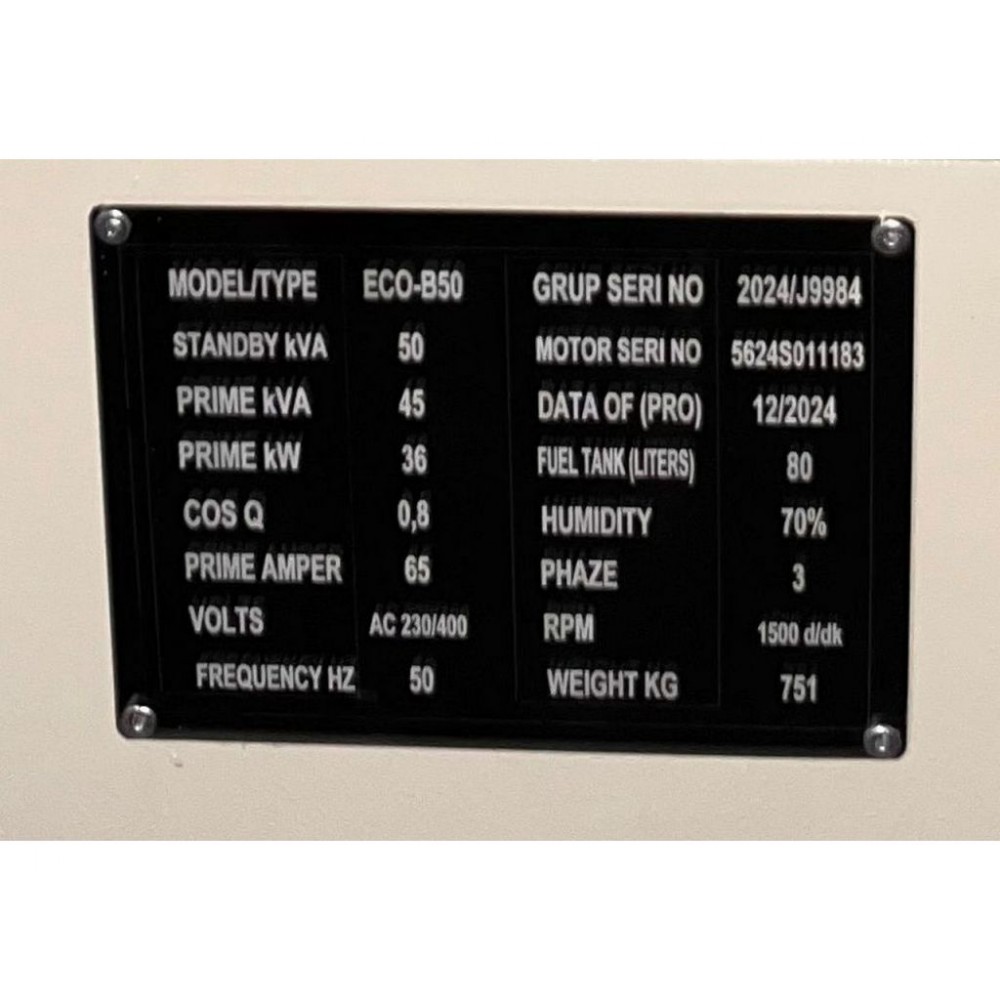 MODEL/TYPE ECO-B50 GRUP SERI NO 2024/J9984
STANDBY kVA 50 MOTOR SERI NO 5624S011183
PRIME kVA 45 DATA OF (PRO) 12/2024
PRIME kW 36 FUEL TANK (LITERS) 80
COS Q 0,8 HUMIDITY 70%
PRIME AMPER 65 PHAZE 3
VOLTS AC 230/400 RPM 1500 d/dk
FREQUENCY HZ 50 WEIGHT KG 751